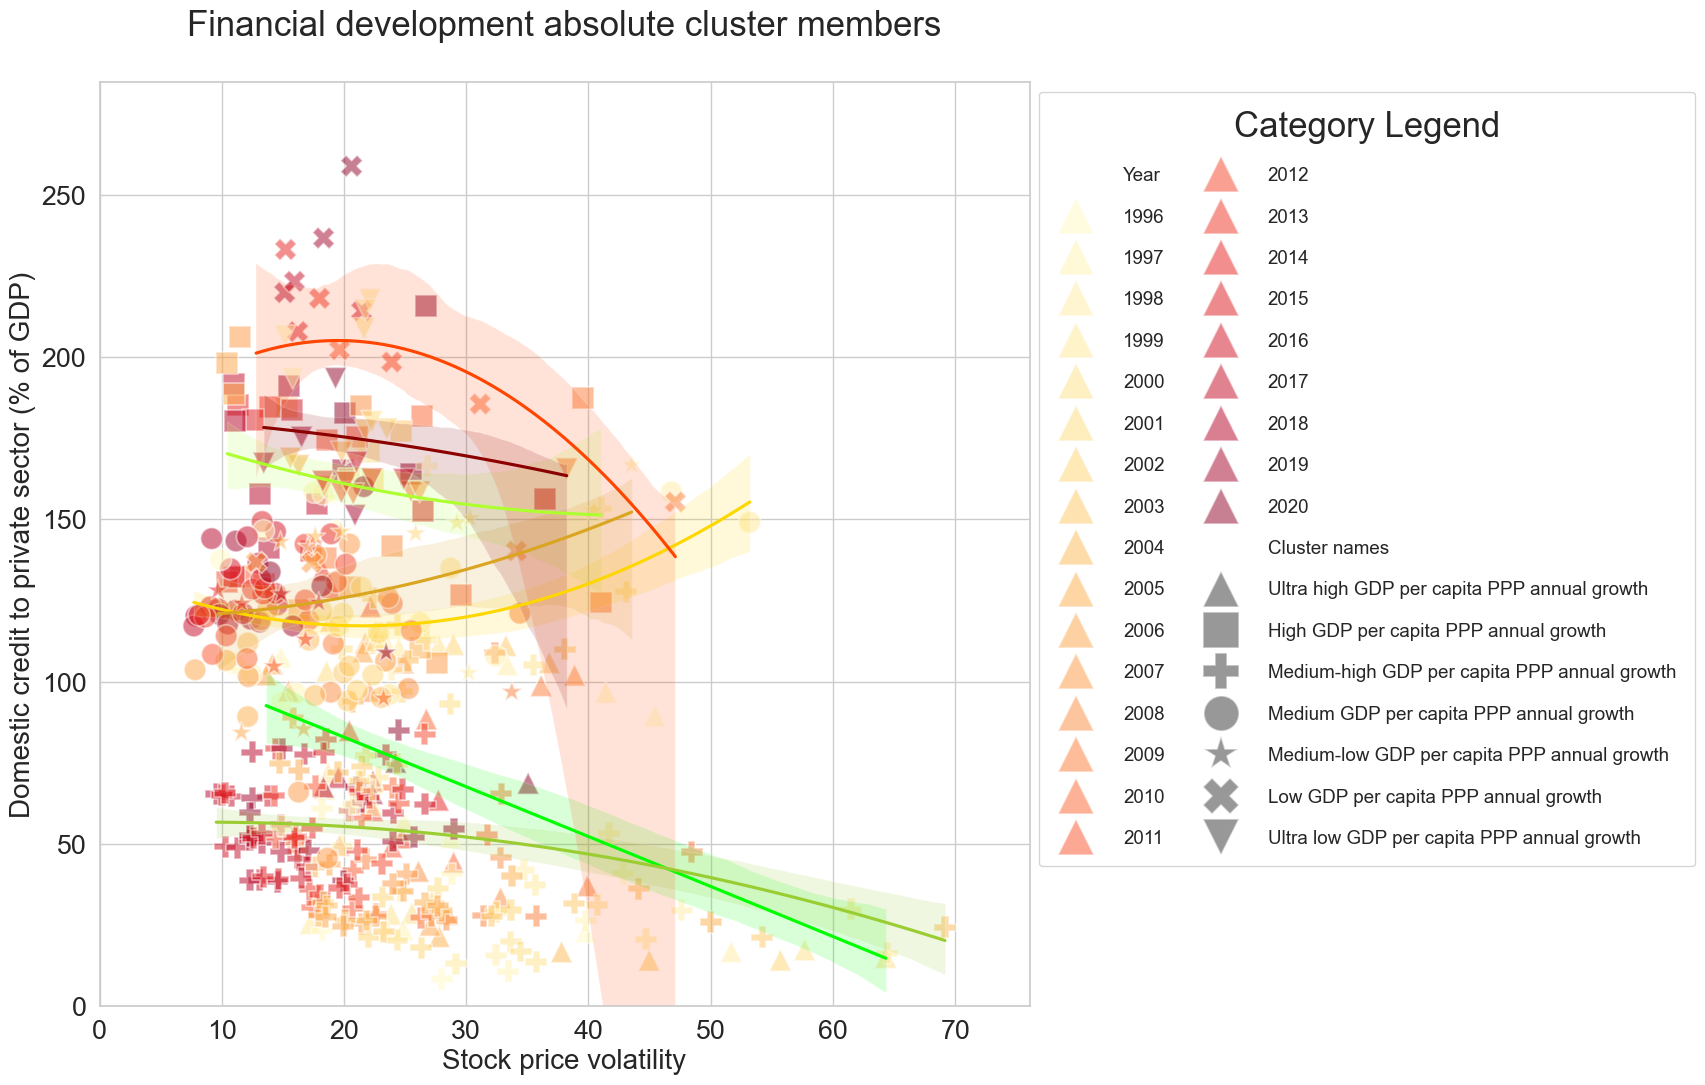 Financial development absolute cluster members
Domestic credit to private sector (% of GDP)
250
200
150
100
50
0
0 10 20 30 40 50 60 70
Stock price volatility
Category Legend
Year
1996
1997
1998
1999
2000
2001
2002
2003
2004
2005
2006
2007
2008
2009
2010
2011
2012
2013
2014
2015
2016
2017
2018
2019
2020
Cluster names
Ultra high GDP per capita PPP annual growth
High GDP per capita PPP annual growth
Medium-high GDP per capita PPP annual growth
Medium GDP per capita PPP annual growth
Medium-low GDP per capita PPP annual growth
Low GDP per capita PPP annual growth
Ultra low GDP per capita PPP annual growth